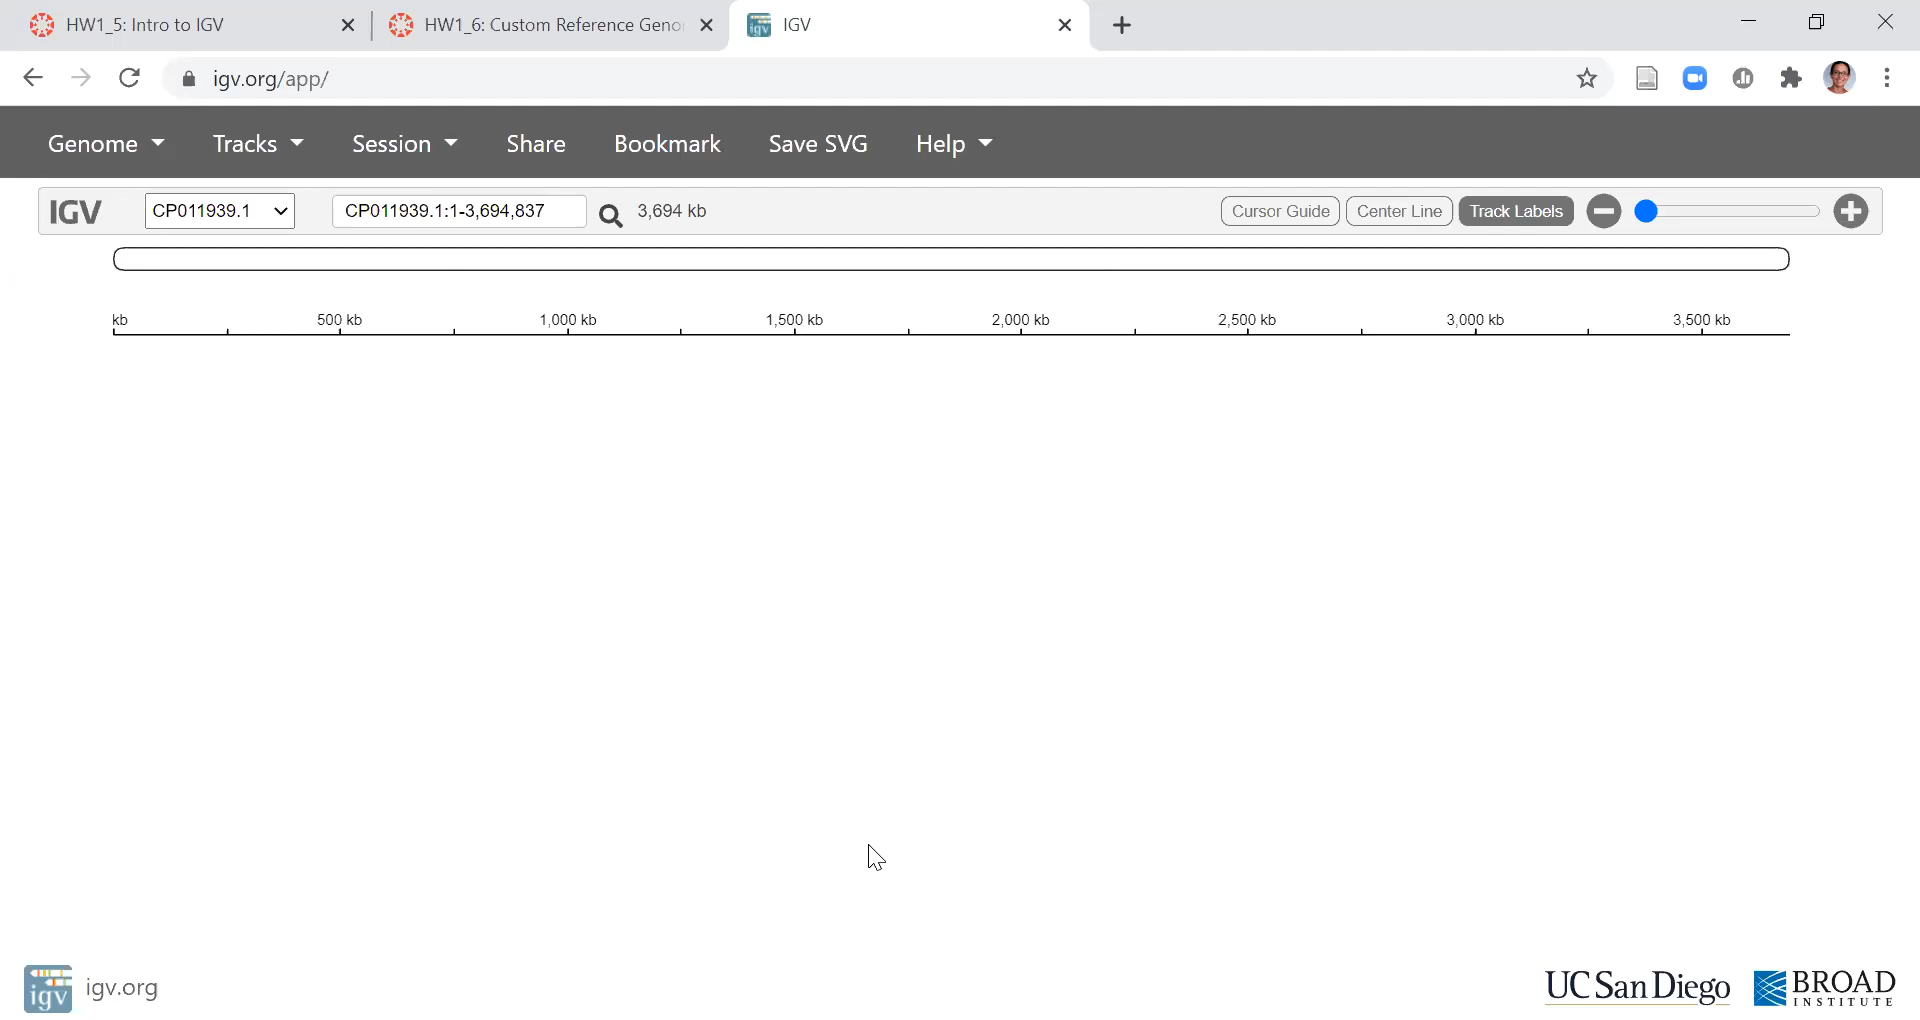 HW1_5: Intro to IGV
HW1_6: Custom Reference Geno
IGV
igv.org/app/
Genome Tracks Session Share Bookmark Save SVG Help
IGV CP011939.1 CP011939.1:1-3,694,837 3,694 kb Cursor Guide Center Line Track Labels
kb 500 kb 1,000 kb 1,500 kb 2,000 kb 2,500 kb 3,000 kb 3,500 kb
igv igv.org
UC San Diego
BROAD
INSTITUTE